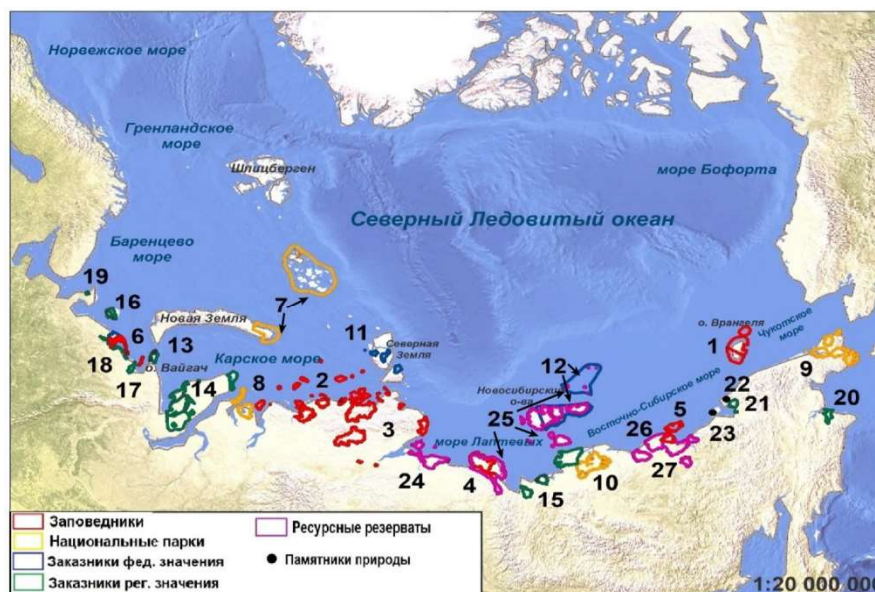 Норвежское море
Гренландское
море
Шпицберген
море Бофорта
Северный Ледовитый океан
Баренцево
море
19
16
7
Новая Земля
6
13
18
о. Вайгач
17
Карское море
11
Северная
Земля
14
8
2
3
12
Новосибирские
о-ва
25
море Лаптевых
24
4
15
10
Восточно-Сибирское море
о. Врангеля
1
Чукотское
море
9
22
21
20
5
23
26
27
Заповедники
Национальные парки
Заказники фед. значения
Заказники рег. значения
Ресурсные резерваты
Памятники природы
1:20 000 000